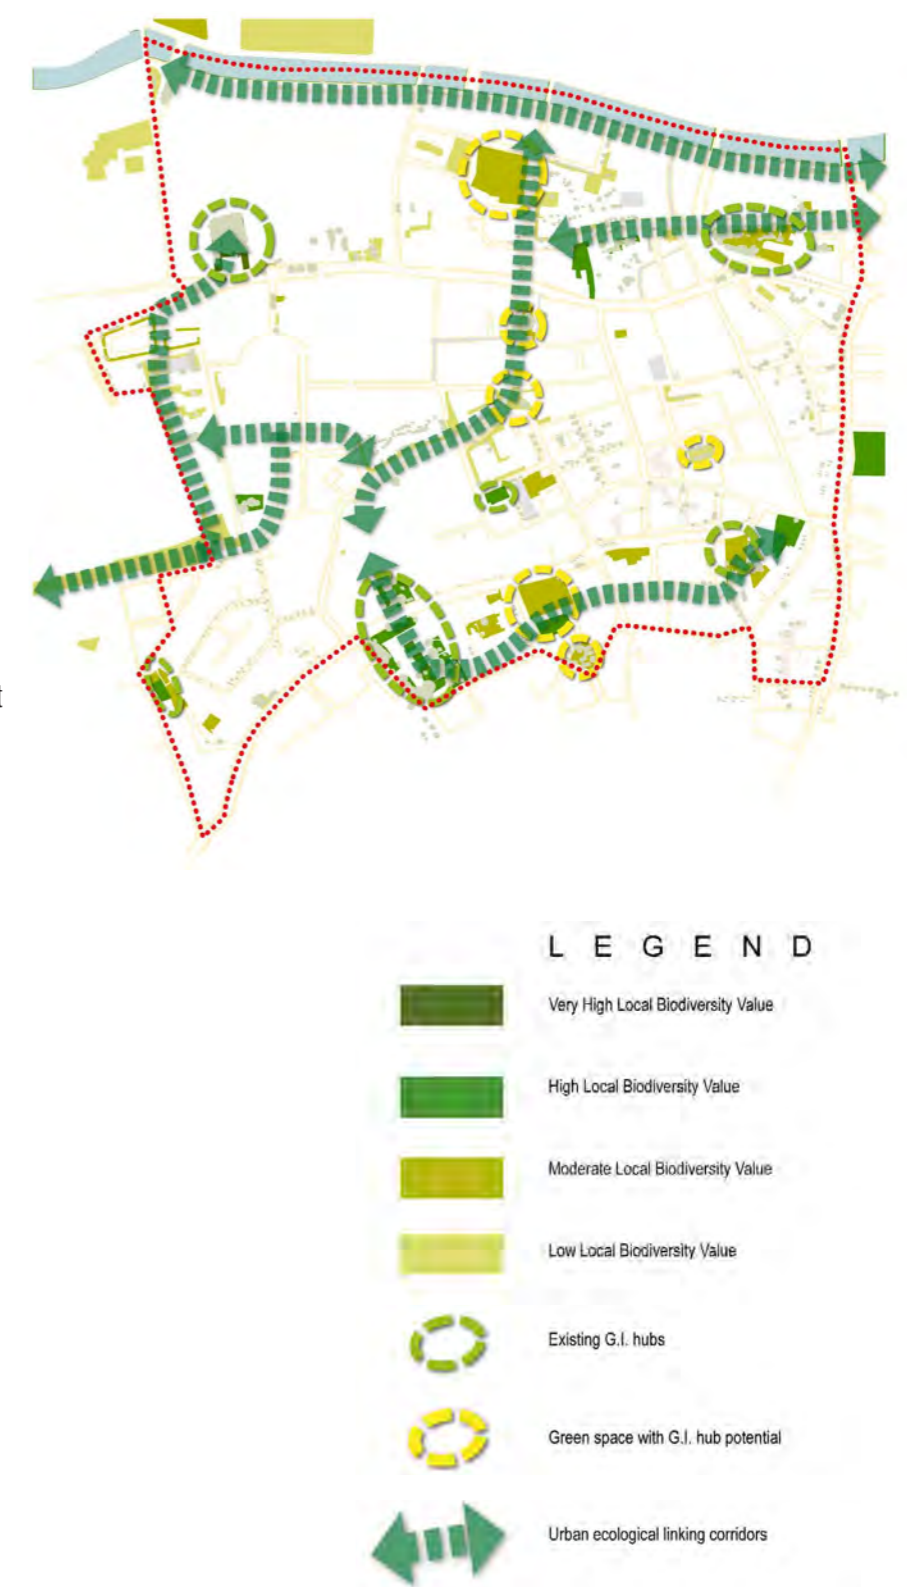 t
L E G E N D
Very High Local Biodiversity Value
High Local Biodiversity Value
Moderate Local Biodiversity Value
Low Local Biodiversity Value
Existing G.I. hubs
Green space with G.I. hub potential
Urban ecological linking corridors